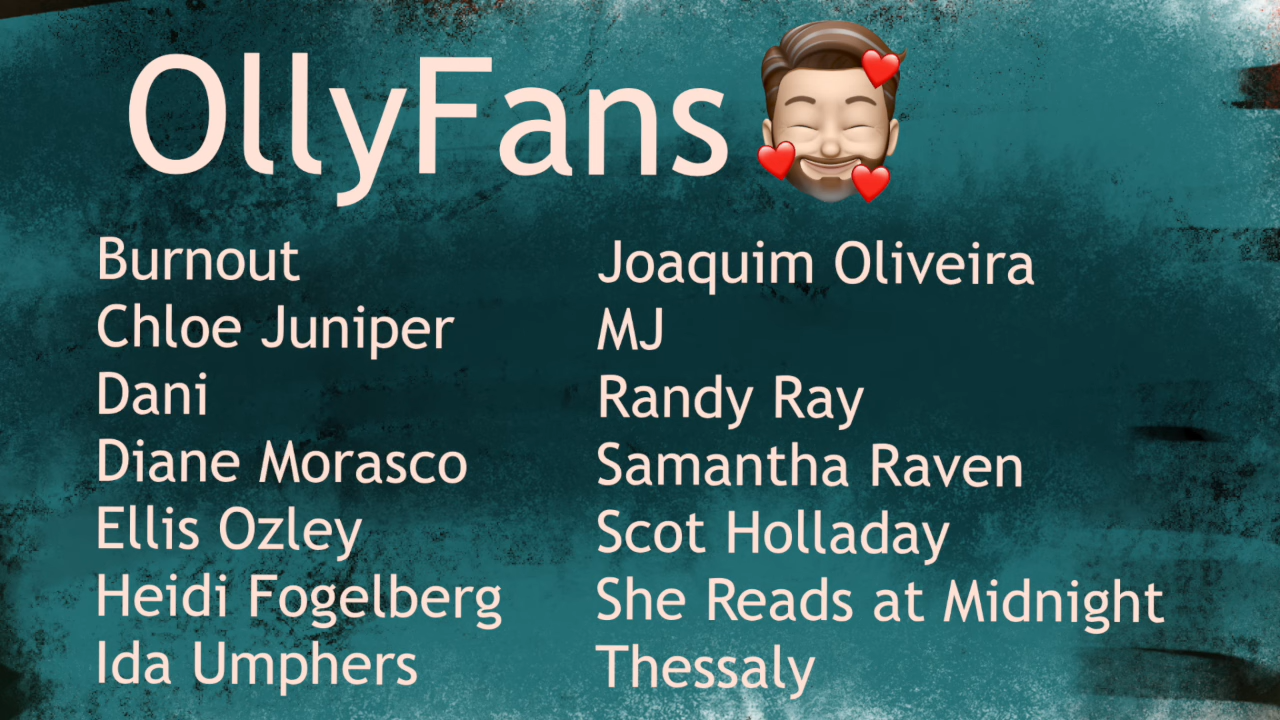 OllyFans
Burnout
Chloe Juniper
Dani
Diane Morasco
Ellis Ozley
Heidi Fogelberg
Ida Umphers
Joaquim Oliveira
MJ
Randy Ray
Samantha Raven
Scot Holladay
She Reads at Midnight
Thessaly